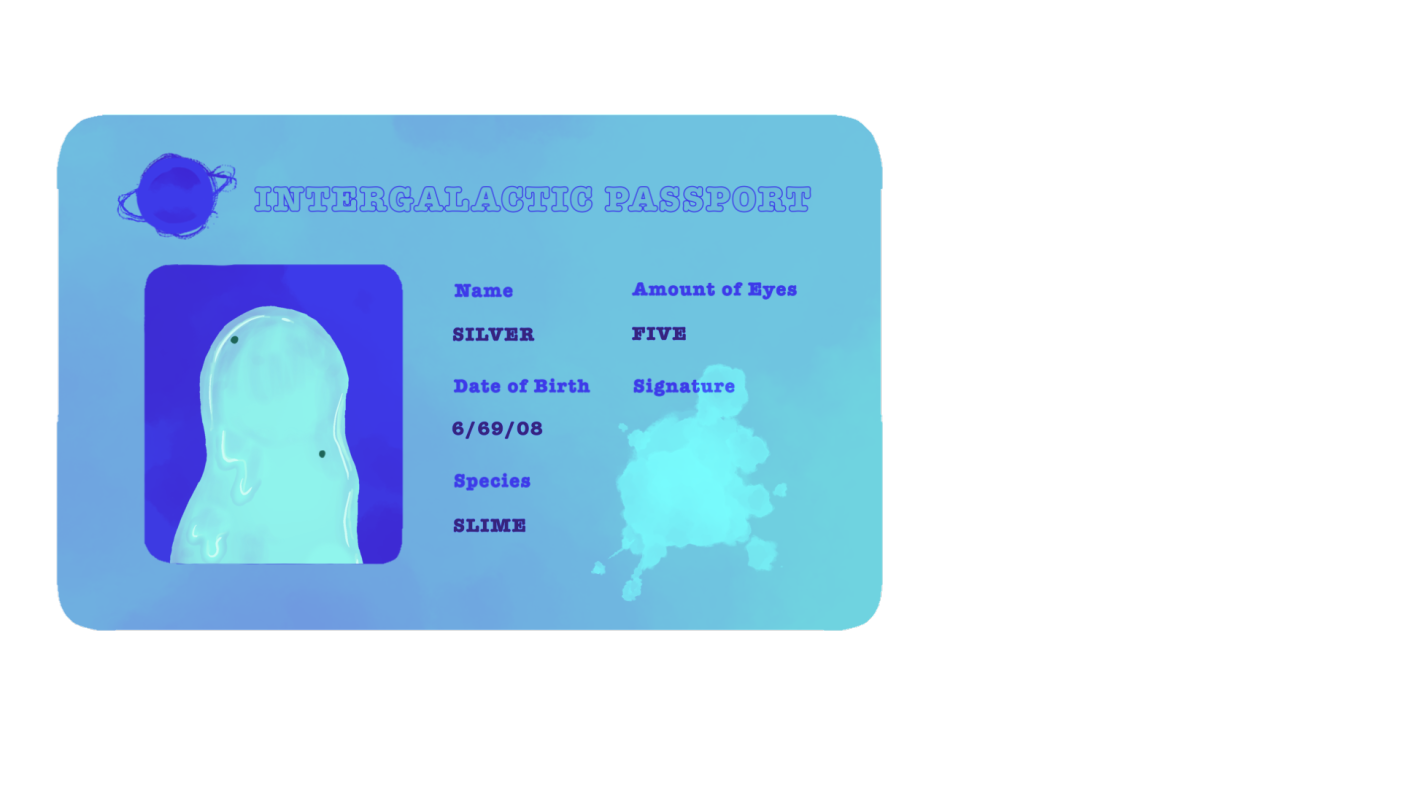 INTERGALACTIC PASSPORT
Name
SILVER
Date of Birth
6/69/08
Species
SLIME
Amount of Eyes
FIVE
Signature